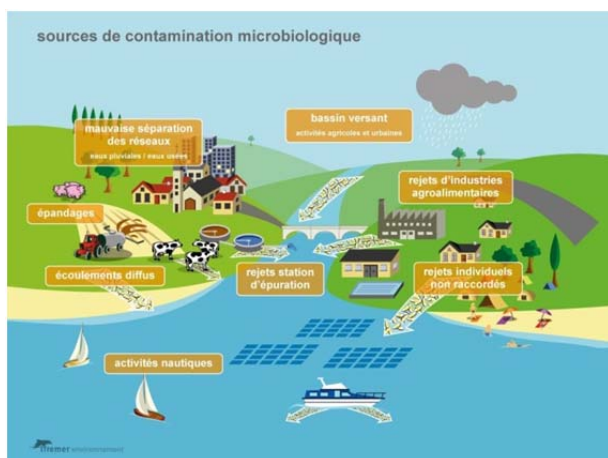 sources de contamination microbiologique
bassin versant
activités agricoles et urbaines
mauvaise séparation
des réseaux
eaux pluviales / eaux usées
rejets d'industries
agroalimentaires
épandages
écoulements diffus
rejets station
d'épuration
rejets individuels
non raccordés
activités nautiques
Ifremer environnement